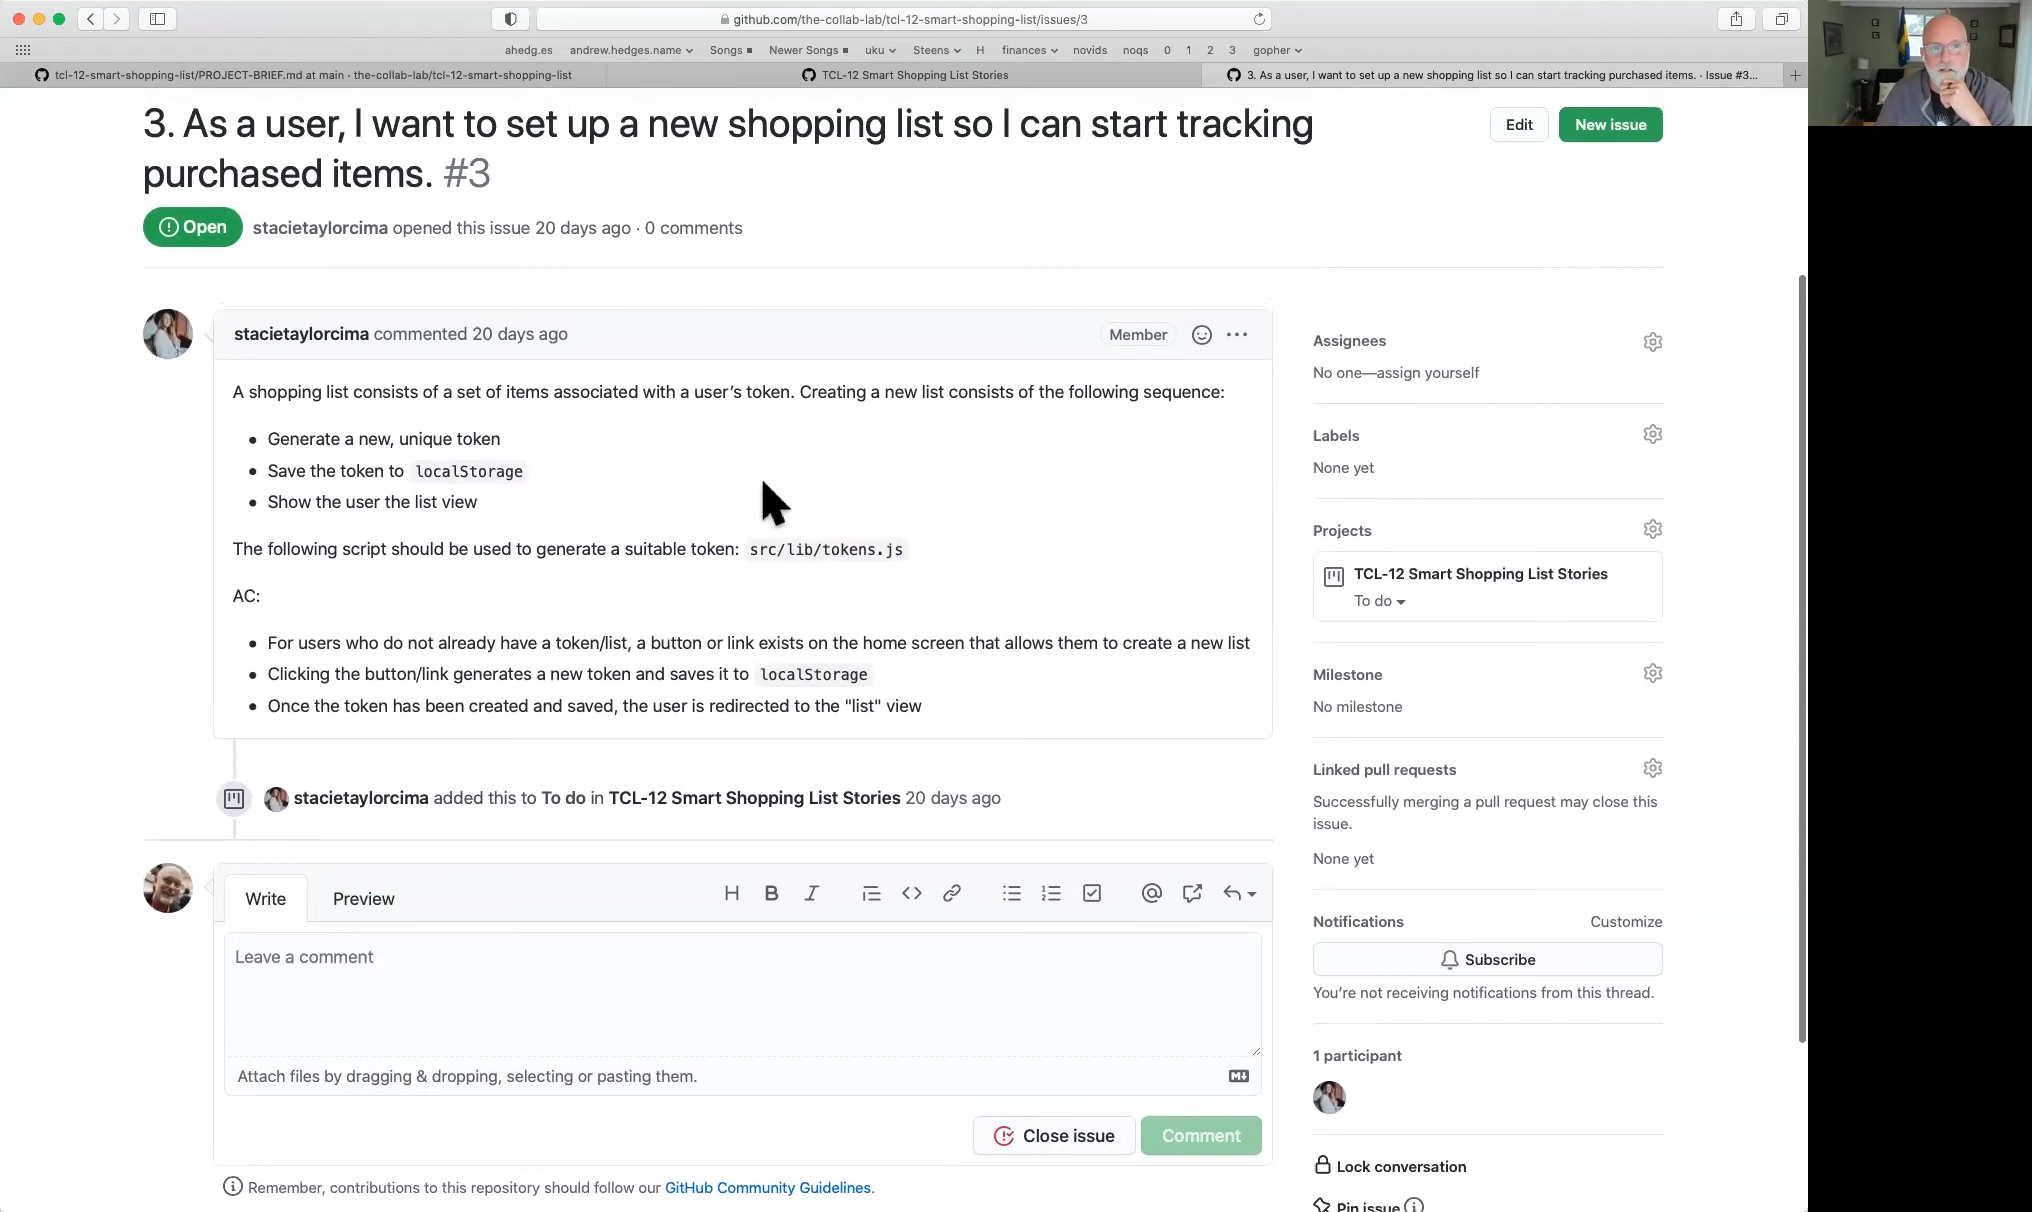 github.com/the-collab-lab/tcl-12-smart-shopping-list/issues/3
ahedg.es andrew.hedges.name Songs Newer Songs uku Steens H finances novids noqs 0 1 2 3 gopher
tcl-12-smart-shopping-list/PROJECT-BRIEF.md at main · the-collab-lab/tcl-12-smart-shopping-list
TCL-12 Smart Shopping List Stories
3. As a user, I want to set up a new shopping list so I can start tracking purchased items. · Issue #3...
3. As a user, I want to set up a new shopping list so I can start tracking
purchased items. #3
Edit
New issue
Open
stacietaylorcima opened this issue 20 days ago · 0 comments
stacietaylorcima commented 20 days ago
Member
A shopping list consists of a set of items associated with a user’s token. Creating a new list consists of the following sequence:
• Generate a new, unique token
• Save the token to localStorage
• Show the user the list view
The following script should be used to generate a suitable token: src/lib/tokens.js
AC:
• For users who do not already have a token/list, a button or link exists on the home screen that allows them to create a new list
• Clicking the button/link generates a new token and saves it to localStorage
• Once the token has been created and saved, the user is redirected to the "list" view
stacietaylorcima added this to To do in TCL-12 Smart Shopping List Stories 20 days ago
Write
Preview
Leave a comment
Attach files by dragging & dropping, selecting or pasting them.
Close issue
Comment
Remember, contributions to this repository should follow our GitHub Community Guidelines.
Assignees
No one—assign yourself
Labels
None yet
Projects
TCL-12 Smart Shopping List Stories
To do
Milestone
No milestone
Linked pull requests
Successfully merging a pull request may close this
issue.
None yet
Notifications
Customize
Subscribe
You’re not receiving notifications from this thread.
1 participant
Lock conversation
Pin issue